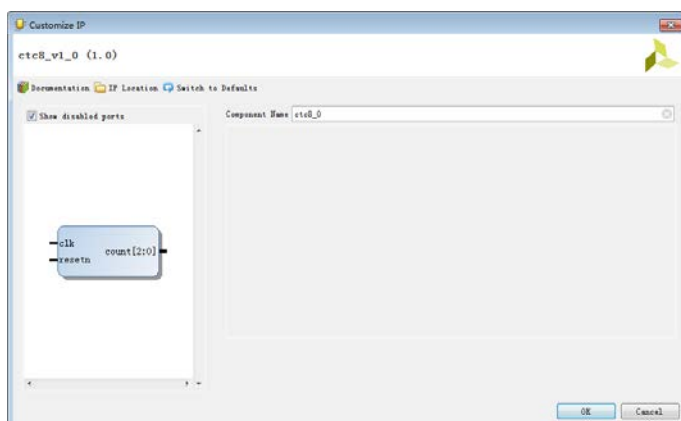 Customize IP
ctc8_v1_0 (1.0)
Documentation IP Location Switch to Defaults
Show disabled ports
Component Name ctc8_0
clk
resetn
count[2:0]
OK Cancel